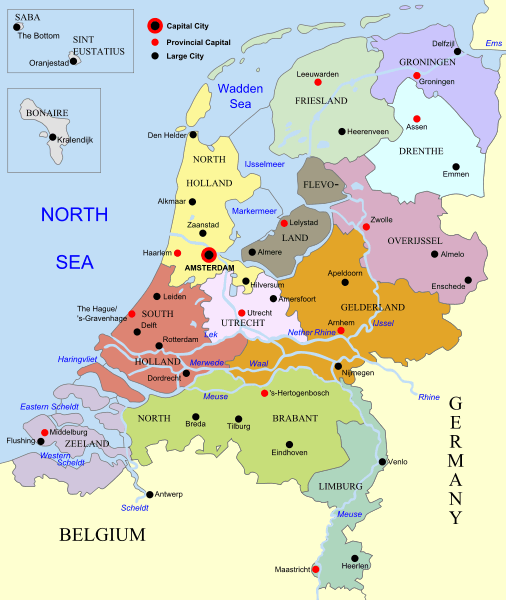 SABA
The Bottom
SINT
EUSTATIUS
Oranjestad
Capital City
Provincial Capital
Large City
BONAIRE
Kralendijk
Wadden
Sea
NORTH
SEA
Delfzijl
Ems
GRONINGEN
Groningen
Leeuwarden
FRIESLAND
Assen
Heerenveen
DRENTHE
Emmen
Den Helder
NORTH
HOLLAND
IJsselmeer
FLEVO-
LAND
Alkmaar
Markermeer
Lelystad
Zwolle
Zaanstad
OVERIJSSEL
Haarlem
AMSTERDAM
Almere
Almelo
Enschede
Hilversum
Apeldoorn
Leiden
Amersfoort
GELDERLAND
The Hague/
's-Gravenhage
SOUTH
HOLLAND
Utrecht
UTRECHT
IJssel
Delft
Arnhem
Nether Rhine
Rotterdam
Lek
Haringvliet
Merwede
Waal
Dordrecht
Nijmegen
Rhine
Meuse
's-Hertogenbosch
Eastern Scheldt
NORTH
BRABANT
Breda
Tilburg
Middelburg
Flushing
ZEELAND
Western
Scheldt
Eindhoven
Venlo
GERMANY
Antwerp
Scheldt
LIMBURG
Meuse
BELGIUM
Maastricht
Heerlen